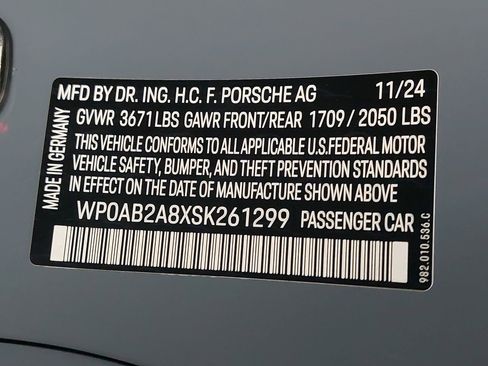 MFD BY DR. ING. H.C. F. PORSCHE AG 11/24
GVWR 3671LBS GAWR FRONT/REAR 1709/2050 LBS
THIS VEHICLE CONFORMS TO ALL APPLICABLE U.S.FEDERAL MOTOR
VEHICLE SAFETY, BUMPER, AND THEFT PREVENTION STANDARDS
IN EFFECT ON THE DATE OF MANUFACTURE SHOWN ABOVE
WP0AB2A8XSK261299 PASSENGER CAR
MADE IN GERMANY
982.010.536.C